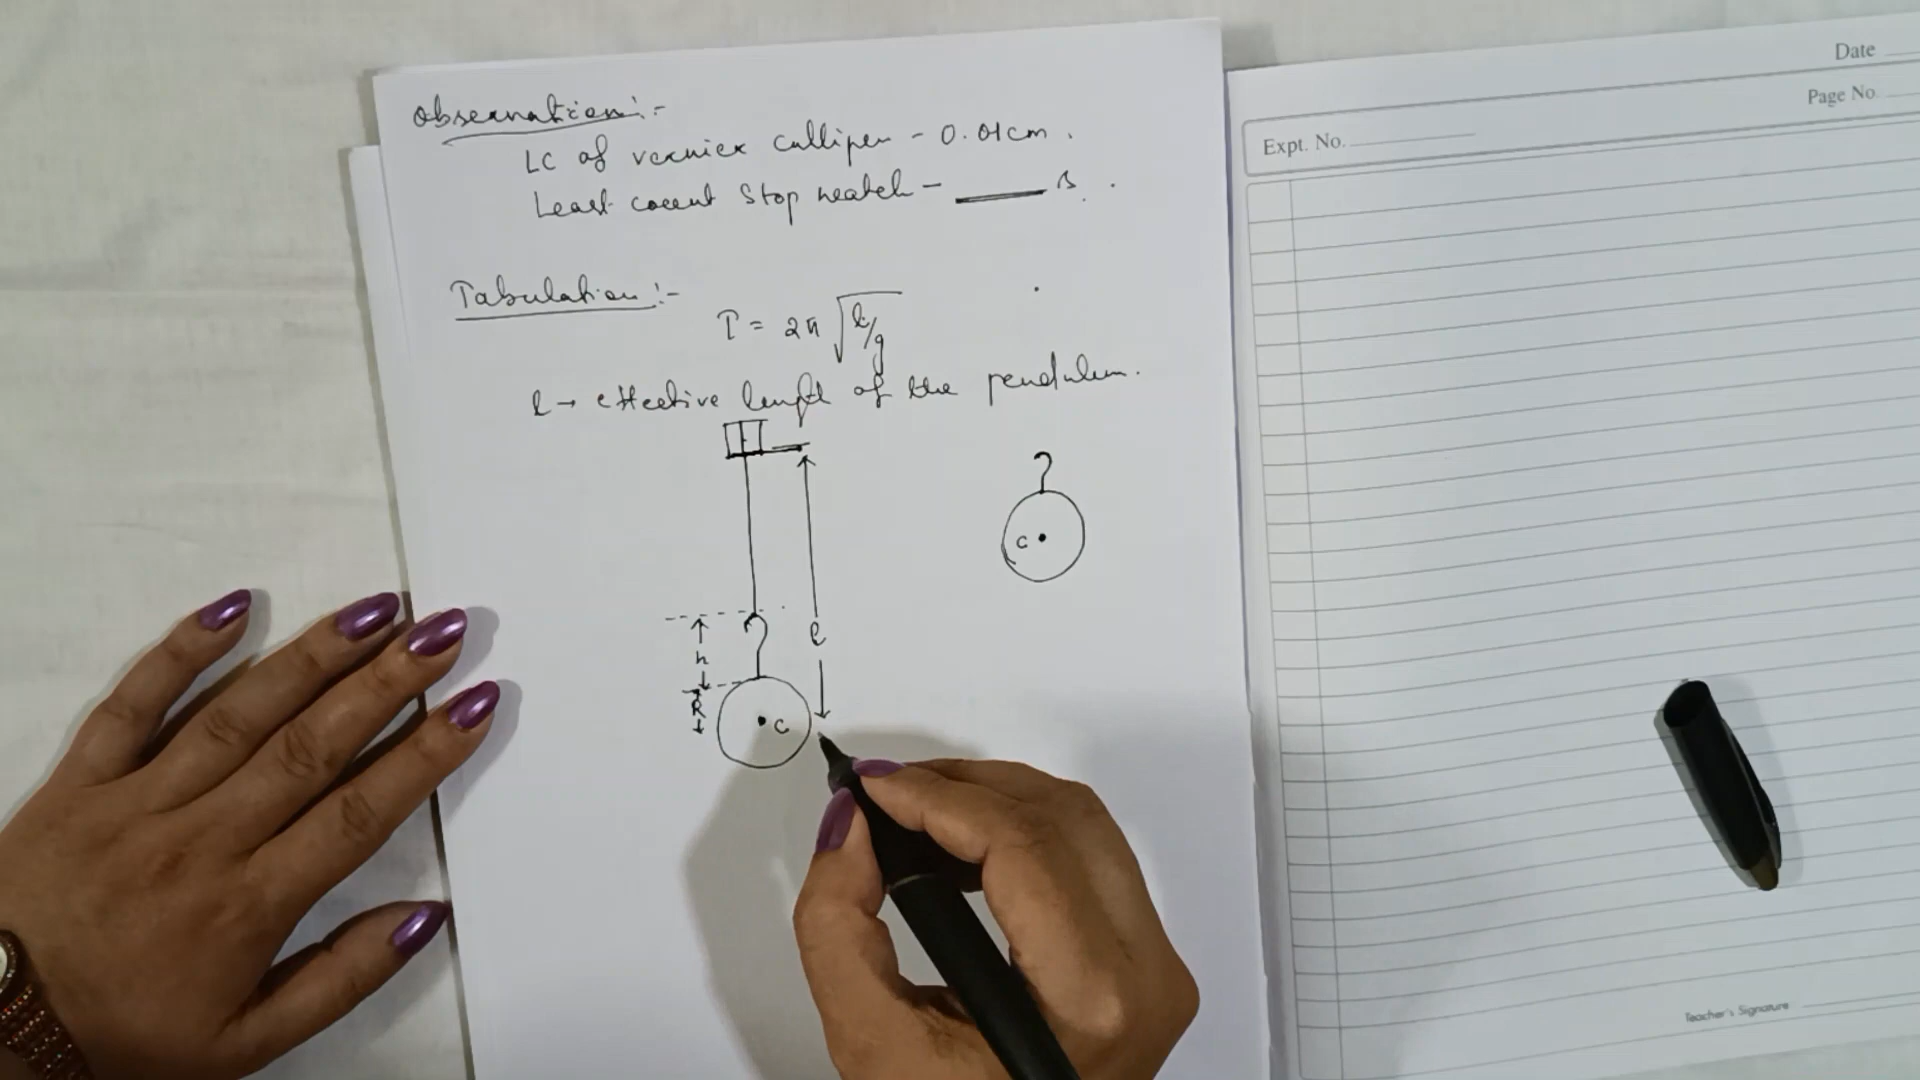 Observation:-
LC of vernier calliper - 0.01cm.
Least count Stop watch - ____ s.
Tabulation:-
T = 2π √l/g
l → effective length of the pendulum.
h
R
l
C
C
Date
Page No.
Expt. No.
Teacher's Signature